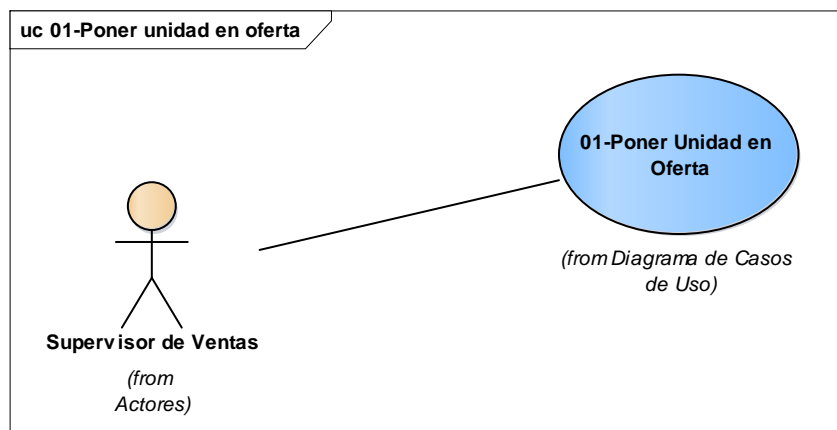 uc 01-Poner unidad en oferta
01-Poner Unidad en
Oferta
(from Diagrama de Casos
de Uso)
Supervisor de Ventas
(from
Actores)